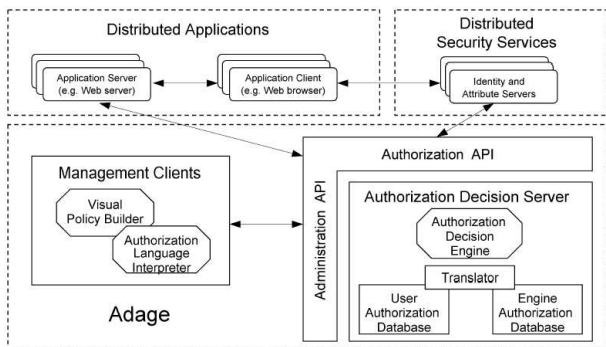 Distributed Applications
Application Server
(e.g. Web server)
Application Client
(e.g. Web browser)
Distributed
Security Services
Identity and
Attribute Servers
Authorization API
Administration API
Management Clients
Visual
Policy Builder
Authorization
Language
Interpreter
Adage
Authorization Decision Server
Authorization
Decision
Engine
Translator
User
Authorization
Database
Engine
Authorization
Database